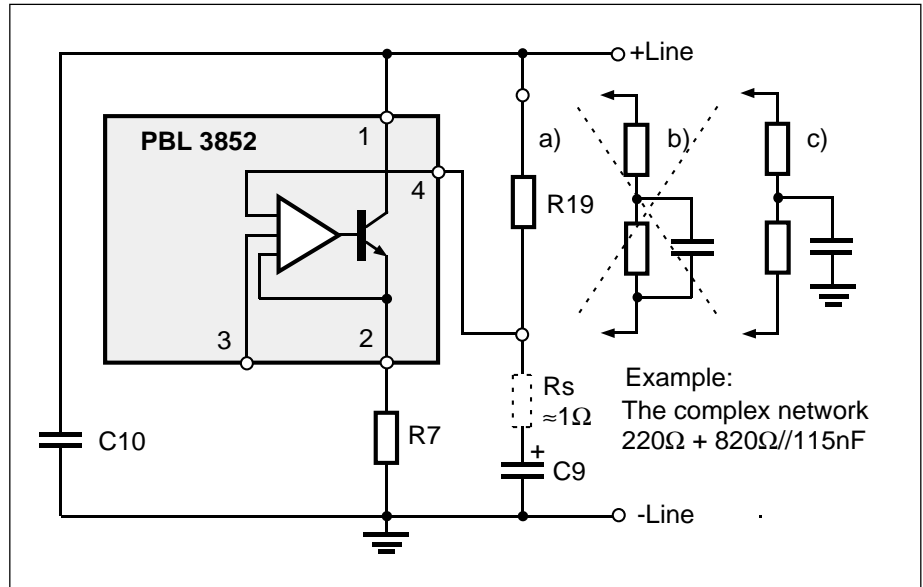 +Line
PBL 3852
1
a)
b)
c)
4
R19
3
2
Rs
≈1Ω
Example:
The complex network
220Ω + 820Ω//115nF
C10
R7
+
C9
-Line
.